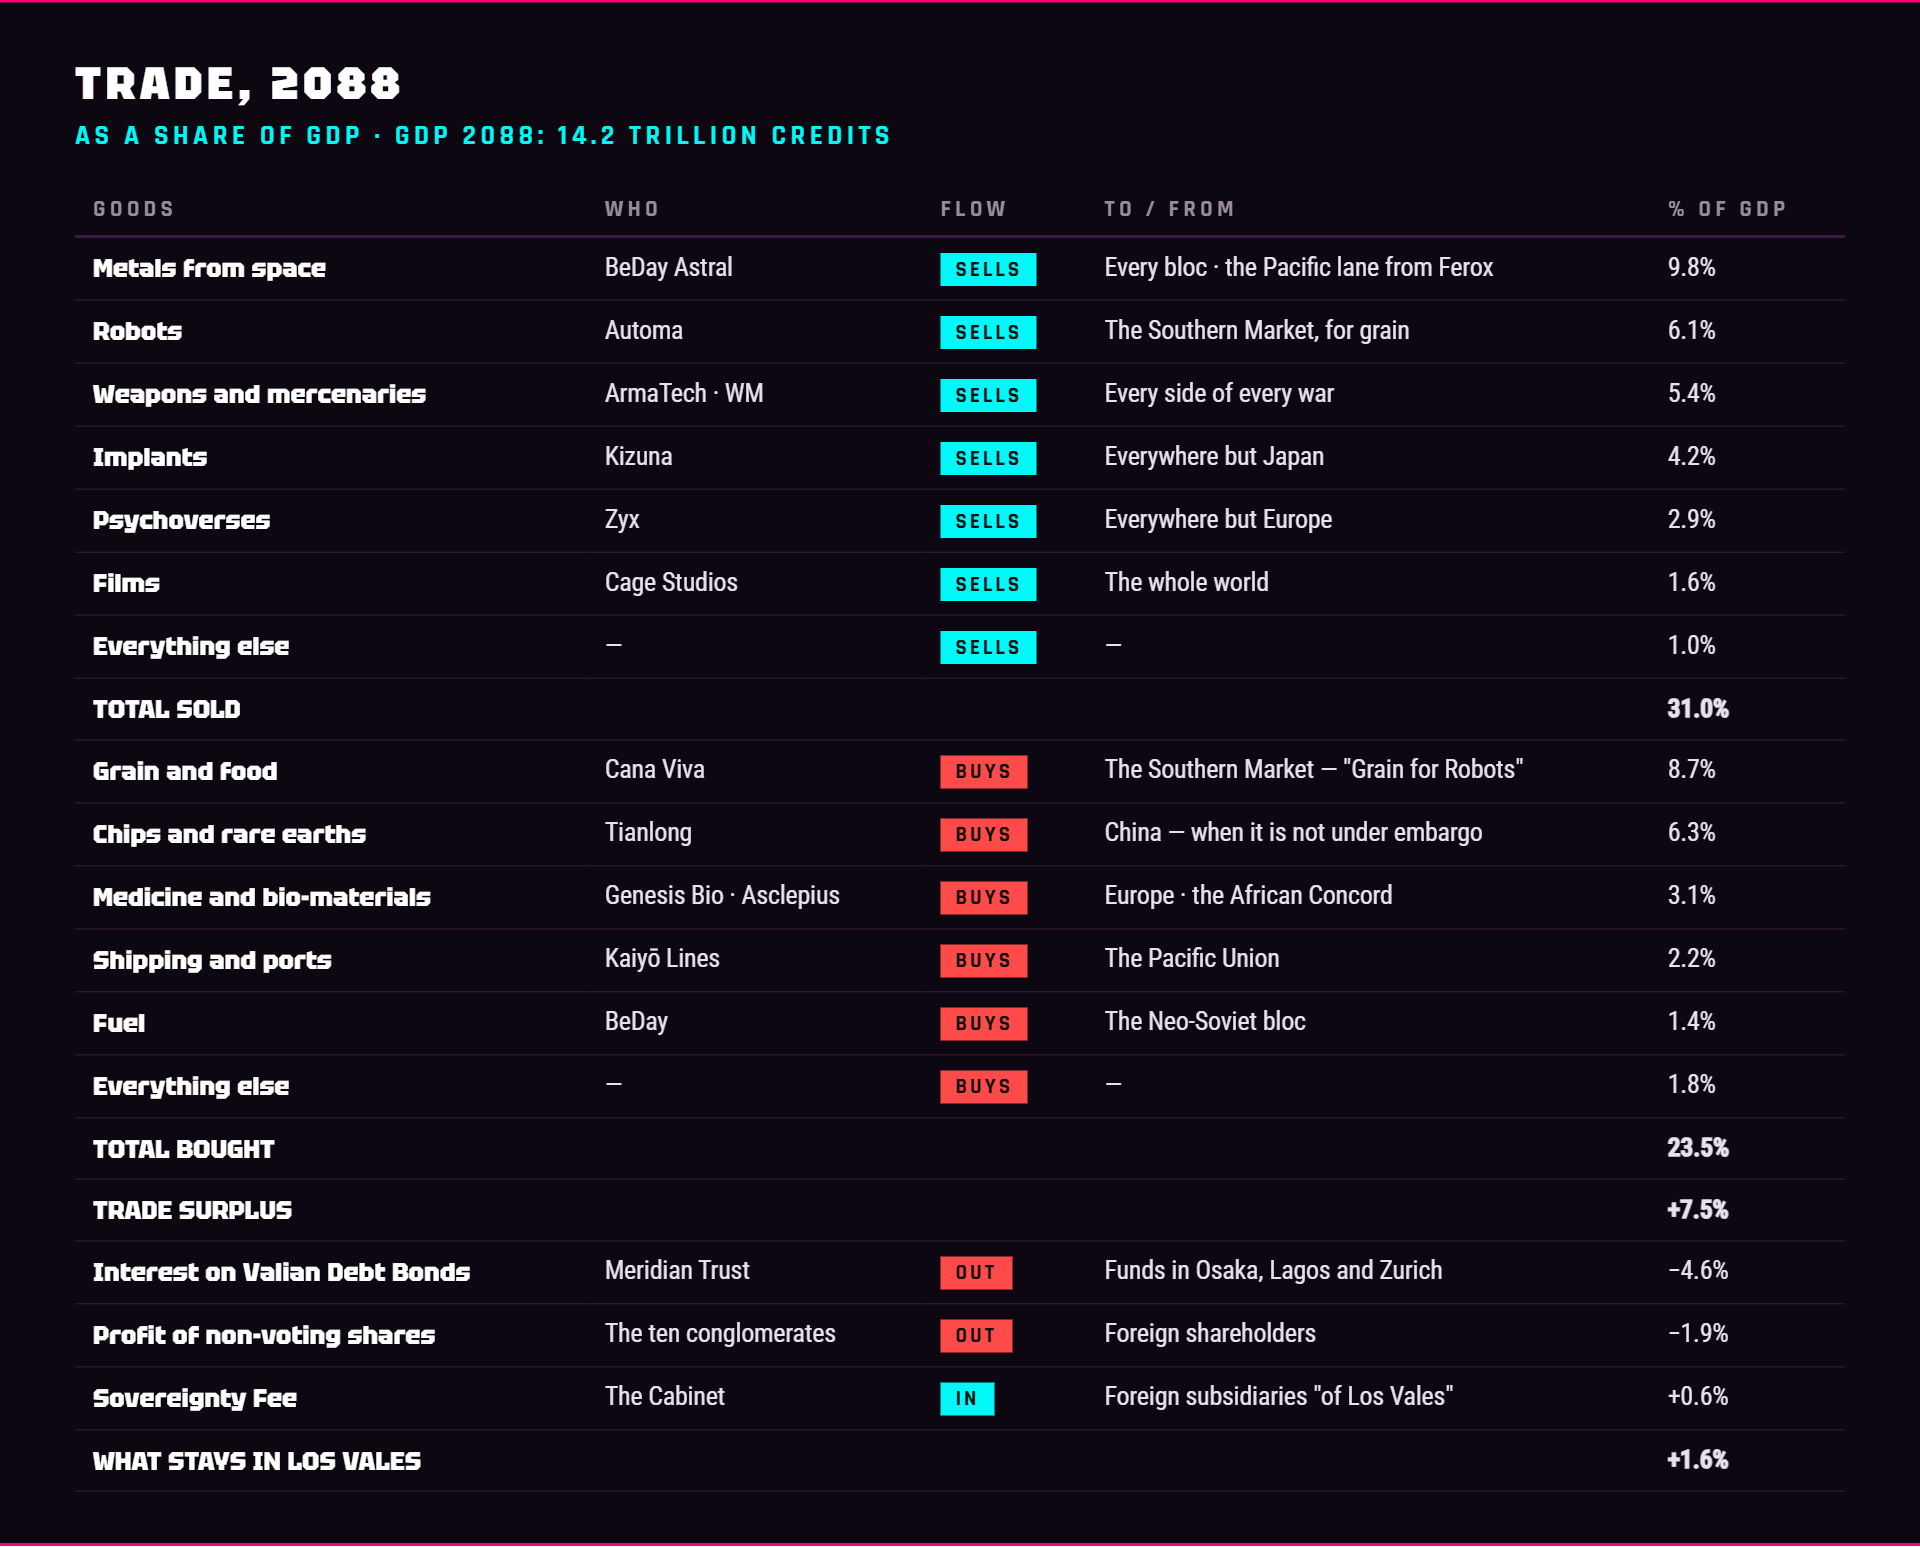 TRADE, 2088
AS A SHARE OF GDP · GDP 2088: 14.2 TRILLION CREDITS
GOODS WHO FLOW TO / FROM % OF GDP
Metals from space BeDay Astral SELLS Every bloc · the Pacific lane from Ferox 9.8%
Robots Automa SELLS The Southern Market, for grain 6.1%
Weapons and mercenaries ArmaTech · WM SELLS Every side of every war 5.4%
Implants Kizuna SELLS Everywhere but Japan 4.2%
Psychoverses Zyx SELLS Everywhere but Europe 2.9%
Films Cage Studios SELLS The whole world 1.6%
Everything else — SELLS — 1.0%
TOTAL SOLD 31.0%
Grain and food Cana Viva BUYS The Southern Market — "Grain for Robots" 8.7%
Chips and rare earths Tianlong BUYS China — when it is not under embargo 6.3%
Medicine and bio-materials Genesis Bio · Asclepius BUYS Europe · the African Concord 3.1%
Shipping and ports Kaiyō Lines BUYS The Pacific Union 2.2%
Fuel BeDay BUYS The Neo-Soviet bloc 1.4%
Everything else — BUYS — 1.8%
TOTAL BOUGHT 23.5%
TRADE SURPLUS +7.5%
Interest on Valian Debt Bonds Meridian Trust OUT Funds in Osaka, Lagos and Zurich −4.6%
Profit of non-voting shares The ten conglomerates OUT Foreign shareholders −1.9%
Sovereignty Fee The Cabinet IN Foreign subsidiaries "of Los Vales" +0.6%
WHAT STAYS IN LOS VALES +1.6%